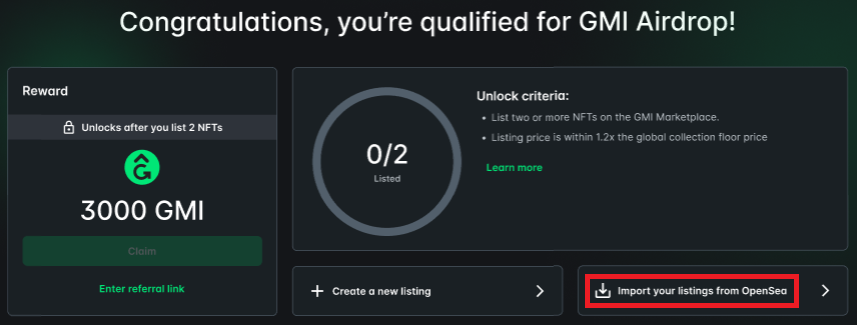 Congratulations, you're qualified for GMI Airdrop!
Reward
Unlocks after you list 2 NFTs
3000 GMI
Claim
Enter referral link
0/2
Listed
Unlock criteria:
• List two or more NFTs on the GMI Marketplace.
• Listing price is within 1.2x the global collection floor price
Learn more
Create a new listing
Import your listings from OpenSea